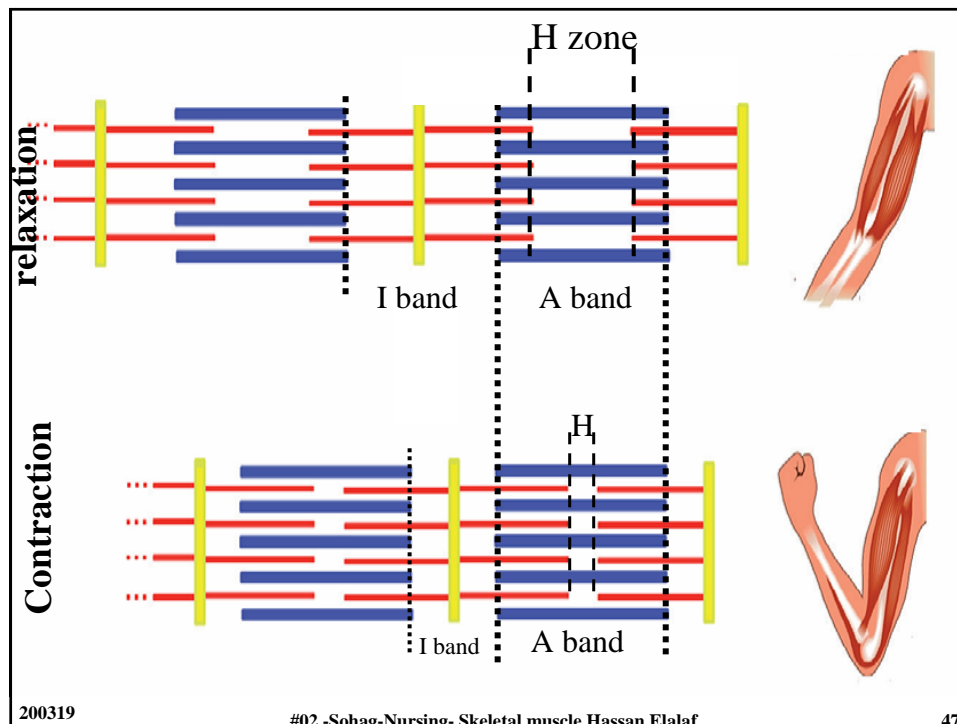 H zone
relaxation
I band
A band
Contraction
H
I band
A band
200319
#02 -Sohag-Nursing- Skeletal muscle Hassan Elalaf
47